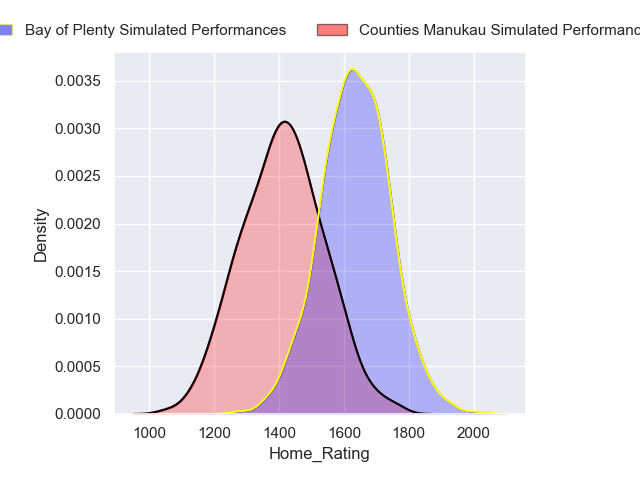 Bay of Plenty Simulated Performances
Counties Manukau Simulated
0.0035
0.0030
0.0025
0.0020
0.0015
0.0010
0.0005
0.0000
Density
1000 1200 1400 1600 1800 2000
Home_Rating